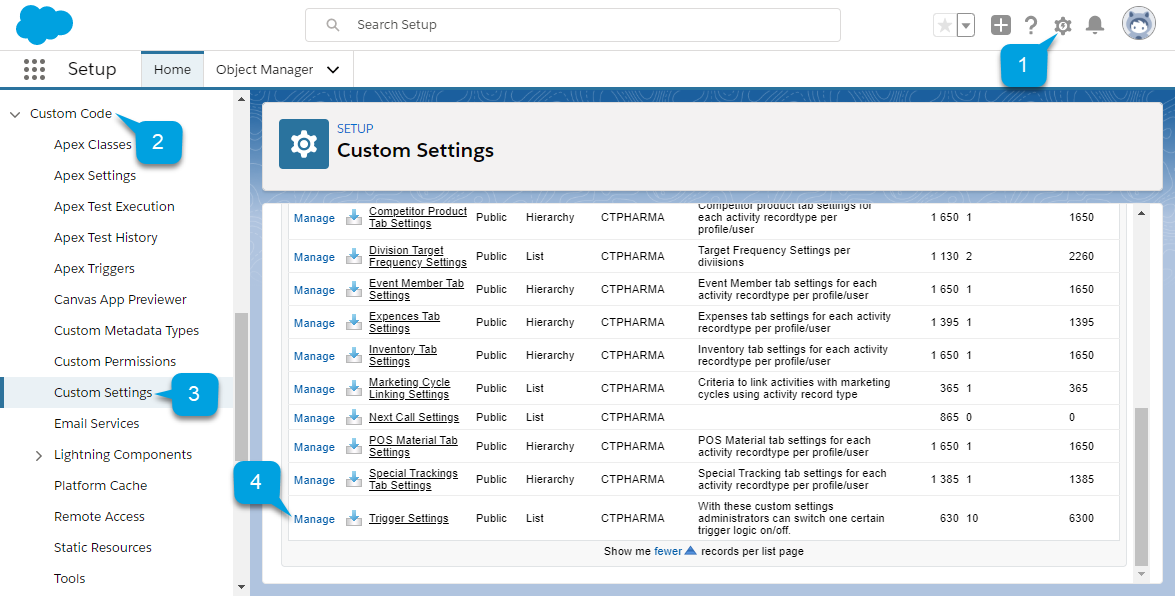 Search Setup
1
Setup
Home
Object Manager
Custom Code
2
Apex Classes
Apex Settings
Apex Test Execution
Apex Test History
Apex Triggers
Canvas App Previewer
Custom Metadata Types
Custom Permissions
Custom Settings
3
Email Services
Lightning Components
Platform Cache
Remote Access
Static Resources
Tools
SETUP
Custom Settings
Competitor product tab settings for
Manage Competitor Product Public Hierarchy CTPHARMA each activity recordtype per 1 650 1 1650
Tab Settings profile/user
Manage Division Target Public List CTPHARMA Target Frequency Settings per 1 130 2 2260
Frequency Settings diviisions
Manage Event Member Tab Public Hierarchy CTPHARMA Event Member tab settings for each 1 650 1 1650
Settings activity recordtype per profile/user
Manage Expences Tab Public Hierarchy CTPHARMA Expenses tab settings for each activity 1 395 1 1395
Settings recordtype per profile/user
Manage Inventory Tab Public Hierarchy CTPHARMA Inventory tab settings for each activity 1 650 1 1650
Settings recordtype per profile/user
Manage Marketing Cycle Public List CTPHARMA Criteria to link activities with marketing 365 1 365
Linking Settings cycles using activity record type
Manage Next Call Settings Public List CTPHARMA 865 0 0
Manage POS Material Tab Public Hierarchy CTPHARMA POS Material tab settings for each 1 650 1 1650
Settings activity recordtype per profile/user
Manage Special Trackings Public Hierarchy CTPHARMA Special Tracking tab settings for each 1 385 1 1385
Tab Settings activity recordtype per profile/user
4
With these custom settings
Manage Trigger Settings Public List CTPHARMA administrators can switch one certain 630 10 6300
trigger logic on/off.
Show me fewer records per list page